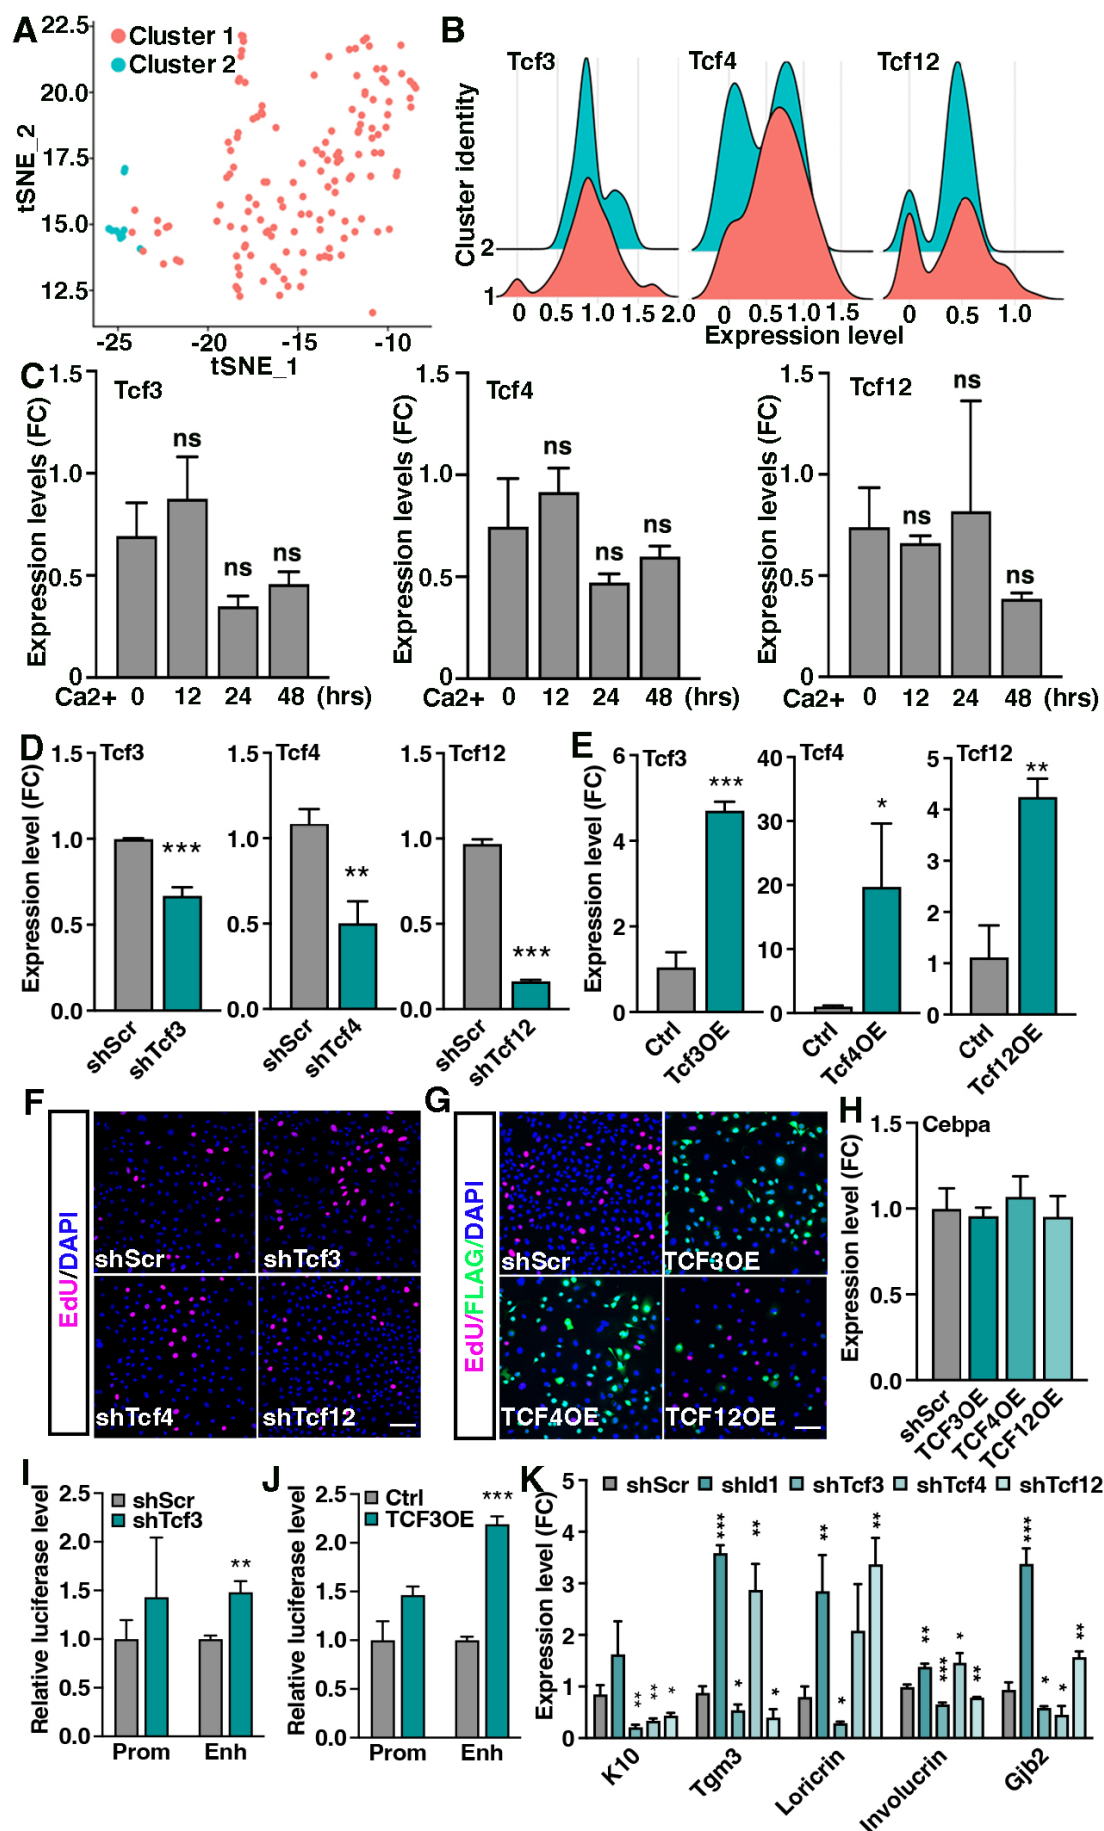 A
22.5
20.0
17.5
15.0
12.5
tSNE_2
Cluster 1
Cluster 2
-25 -20 -15 -10
tSNE_1
B
Cluster identity
Tcf3 Tcf4 Tcf12
2
1
0 0.5 1.0 1.5 2.0 0 0.5 1.0 1.5 0 0.5 1.0
Expression level
C
Expression levels (FC)
1.5
1.0
0.5
0
Tcf3
ns
ns
ns
Ca2+ 0 12 24 48 (hrs)
Expression levels (FC)
1.5
1.0
0.5
0
Tcf4
ns
ns
ns
Ca2+ 0 12 24 48 (hrs)
Expression levels (FC)
1.5
1.0
0.5
0
Tcf12
ns
ns
ns
Ca2+ 0 12 24 48 (hrs)
D
Expression level (FC)
1.5
1.0
0.5
0.0
Tcf3
***
shScr
shTcf3
1.5
1.0
0.5
0.0
Tcf4
**
shScr
shTcf4
1.5
1.0
0.5
0.0
Tcf12
***
shScr
shTcf12
E
Expression level (FC)
6
4
2
0
Tcf3
***
Ctrl
Tcf3OE
40
30
20
10
0
Tcf4
*
Ctrl
Tcf4OE
5
4
3
2
1
0
Tcf12
**
Ctrl
Tcf12OE
F
EdU/DAPI
shScr
shTcf3
shTcf4
shTcf12
G
EdU/FLAG/DAPI
shScr
TCF3OE
TCF4OE
TCF12OE
H
Expression level (FC)
1.5
1.0
0.5
0.0
Cebpa
shScr
TCF3OE
TCF4OE
TCF12OE
I
Relative luciferase level
2.5
2.0
1.5
1.0
0.5
0.0
shScr
shTcf3
**
Prom Enh
J
Relative luciferase level
2.5
2.0
1.5
1.0
0.5
0.0
Ctrl
TCF3OE
***
Prom Enh
K
Expression level (FC)
5
4
3
2
1
0
shScr shId1 shTcf3 shTcf4 shTcf12
** ** *
*** * ** *
** * **
** *** * **
*** * * **
K10
Tgm3
Loricrin
Involucrin
Gjb2